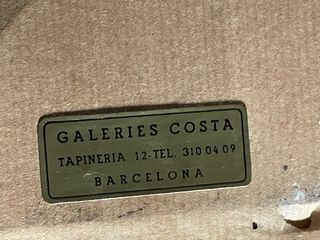 GALERIES COSTA
TAPINERIA 12-TEL. 310 04 09
BARCELONA